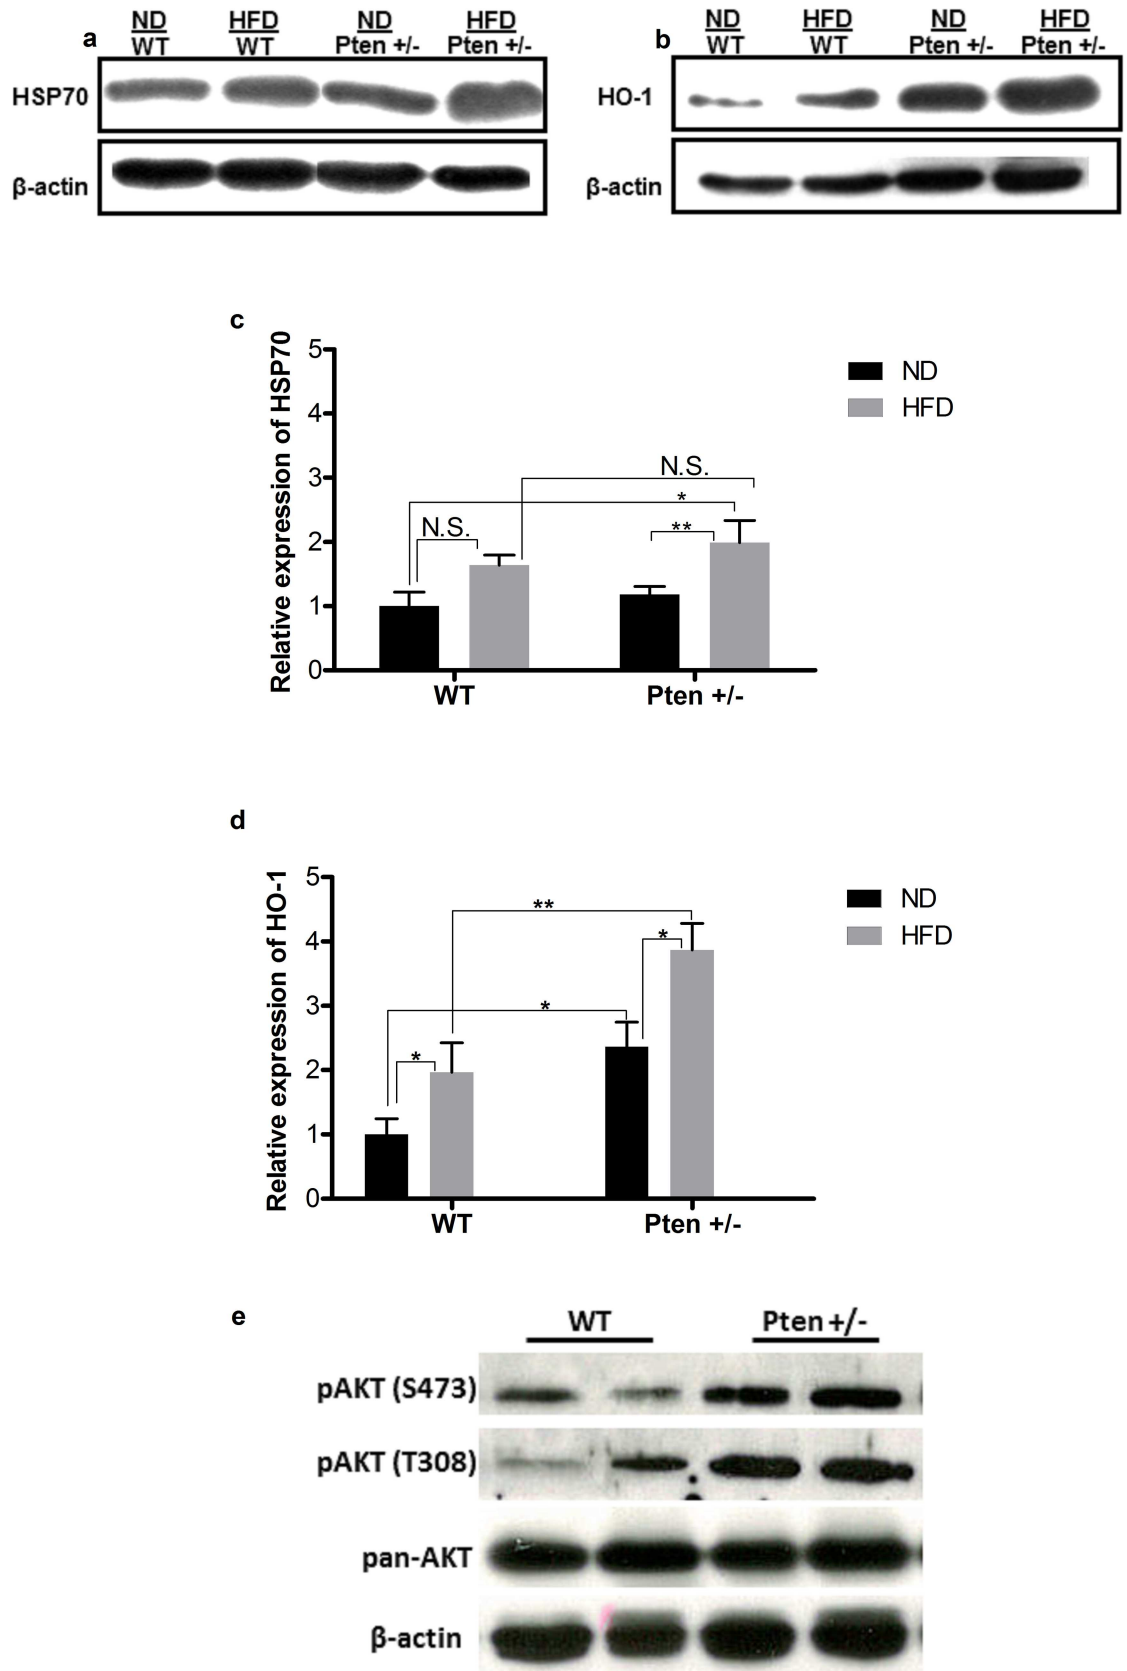 a
ND HFD ND HFD
WT WT Pten +/- Pten +/-
HSP70
β-actin
b
ND HFD ND HFD
WT WT Pten +/- Pten +/-
HO-1
β-actin
c
Relative expression of HSP70
5
4
3
2
1
0
N.S.
*
N.S.
**
WT Pten +/-
ND
HFD
d
Relative expression of HO-1
5
4
3
2
1
0
**
*
*
*
WT Pten +/-
ND
HFD
e
WT Pten +/-
pAKT (S473)
pAKT (T308)
pan-AKT
β-actin